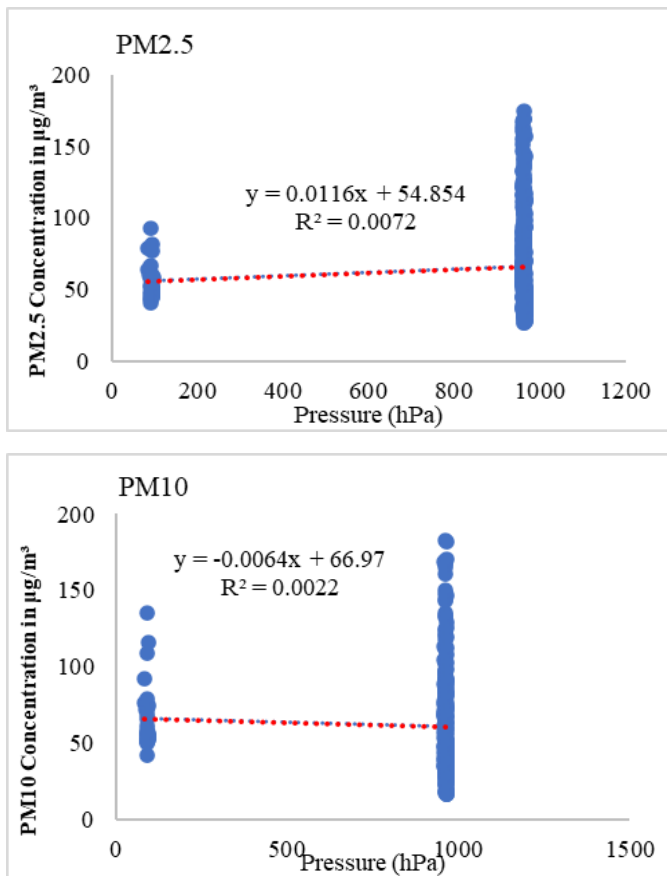 PM2.5
200
150
100
50
0
PM2.5 Concentration in µg/m³
y = 0.0116x + 54.854
R² = 0.0072
0 200 400 600 800 1000 1200
Pressure (hPa)
PM10
200
150
100
50
0
PM10 Concentration in µg/m³
y = -0.0064x + 66.97
R² = 0.0022
0 500 1000 1500
Pressure (hPa)